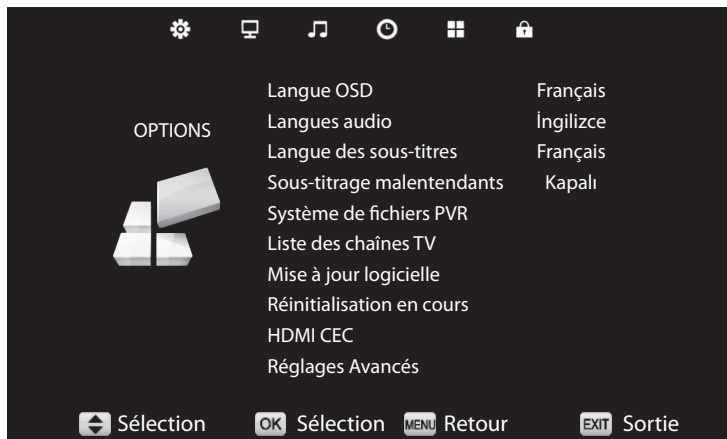 Langue OSD Français
OPTIONS
Langues audio İngilizce
Langue des sous-titres Français
Sous-titrage malentendants Kapalı
Système de fichiers PVR
Liste des chaînes TV
Mise à jour logicielle
Réinitialisation en cours
HDMI CEC
Réglages Avancés
Sélection OK Sélection MENU Retour EXIT Sortie